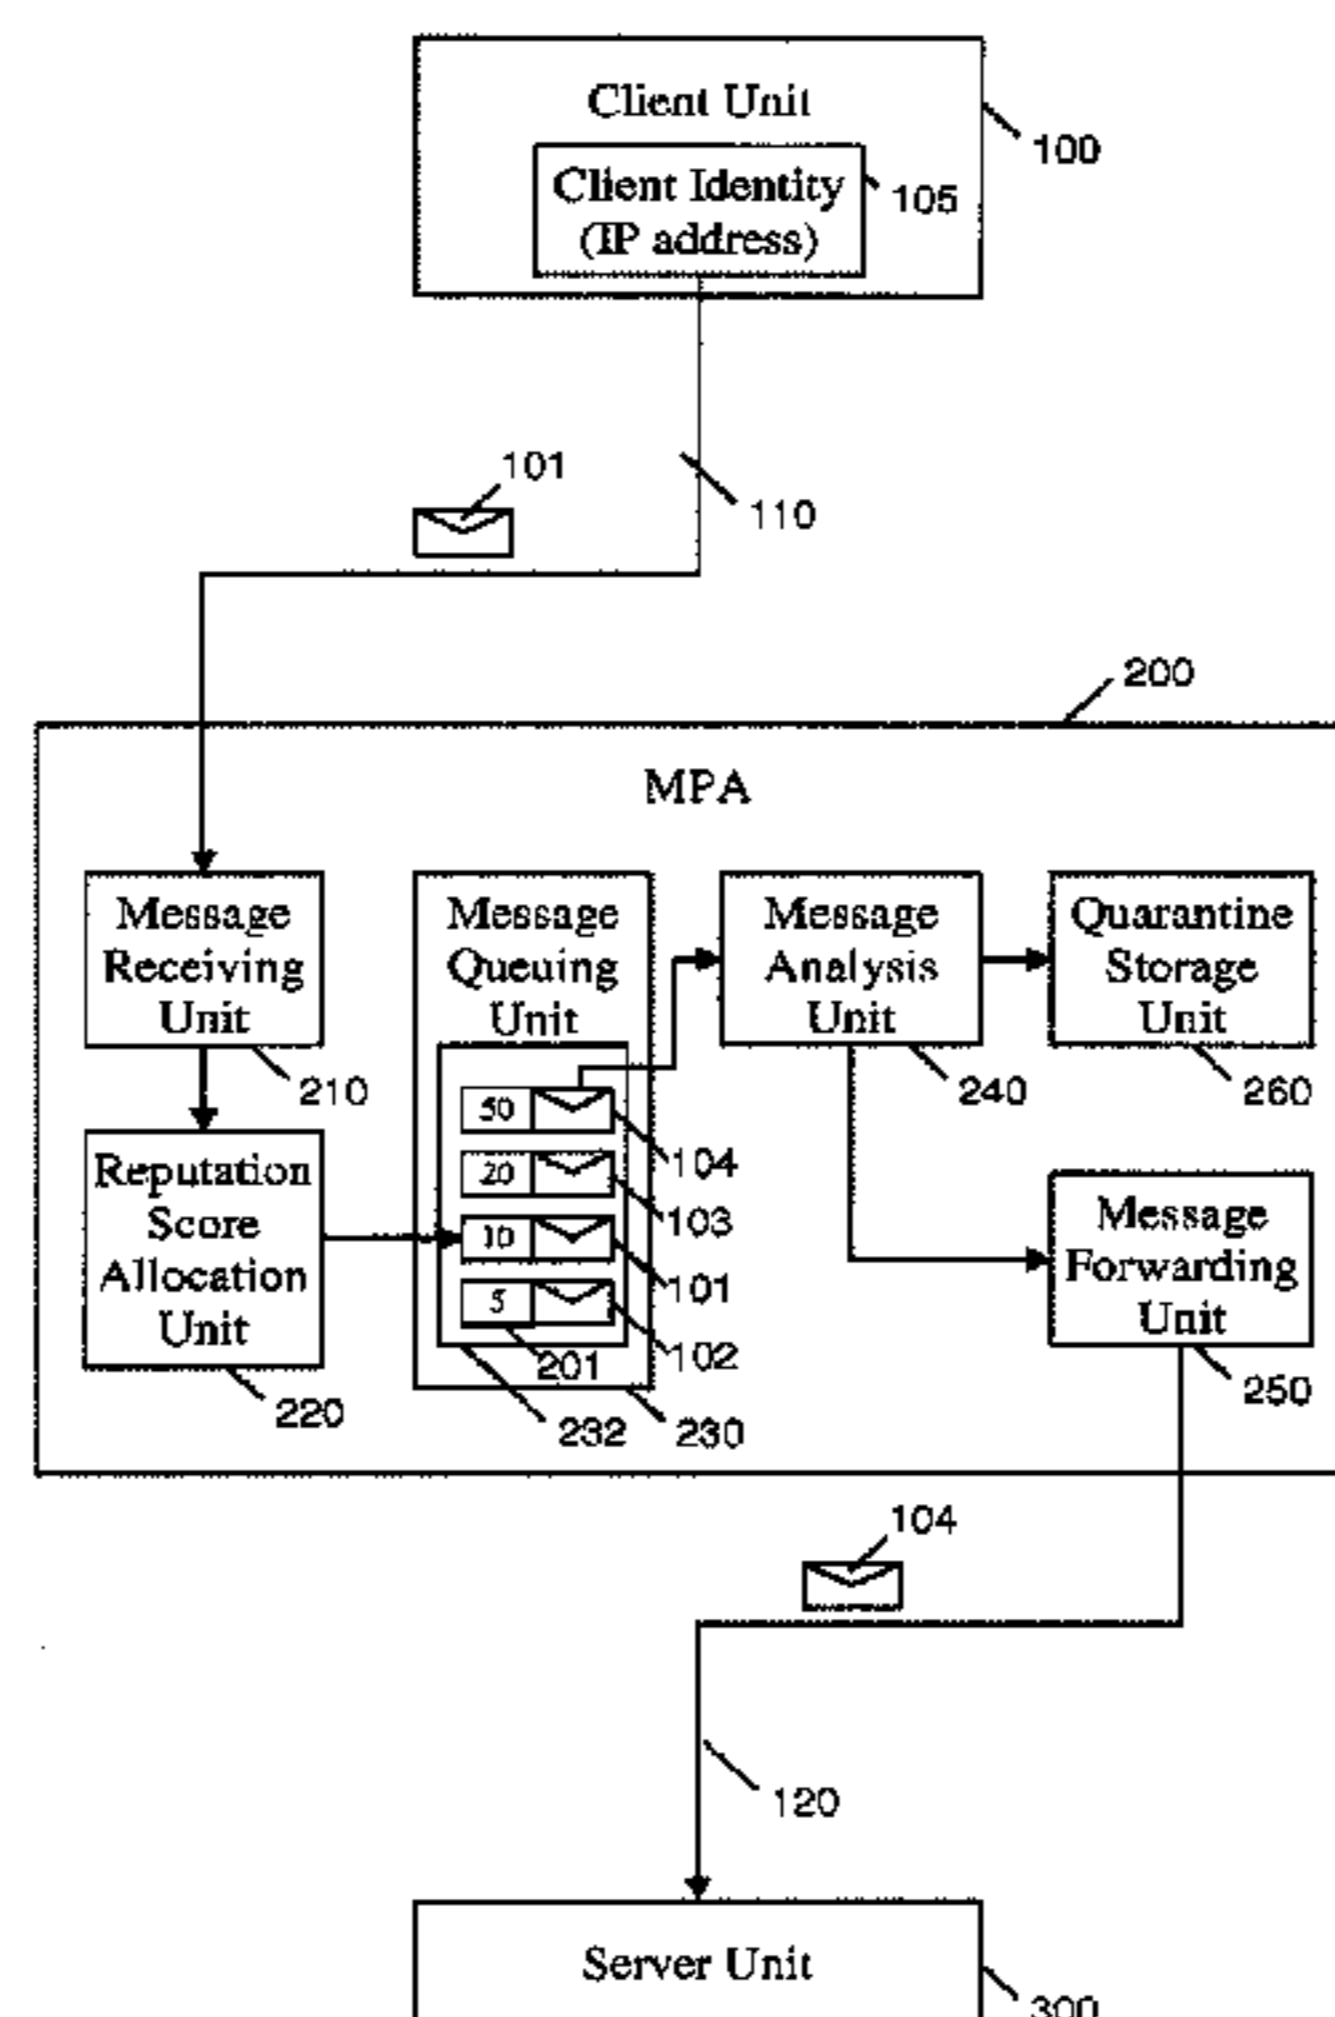 Client Unit
100
Client Identity
(IP address)
105
101
110
200
MPA
Message
Receiving
Unit
210
Message
Queuing
Unit
Message
Analysis
Unit
240
Quarantine
Storage
Unit
260
Reputation
Score
Allocation
Unit
220
50
104
20
103
10
101
5
102
201
232
230
Message
Forwarding
Unit
250
104
120
Server Unit
300